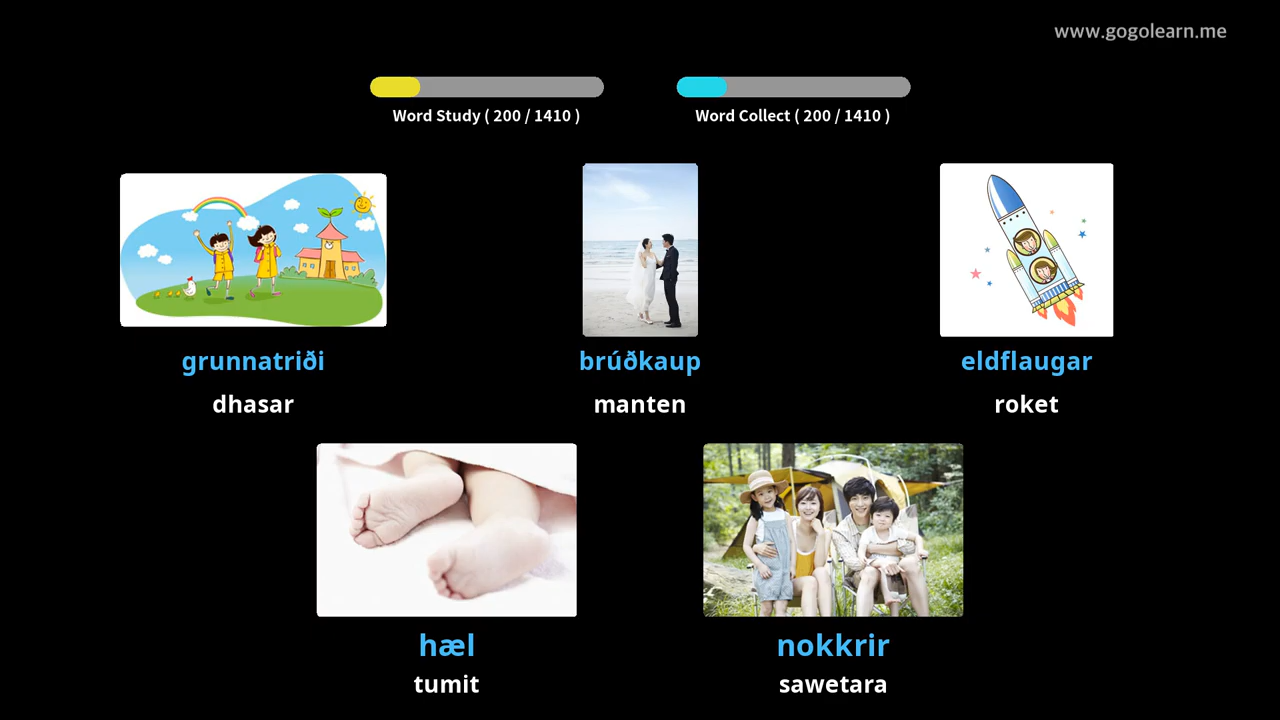 www.gogolearn.me
Word Study ( 200 / 1410 )
Word Collect ( 200 / 1410 )
grunnatriði
brúðkaup
eldflaugar
dhasar
manten
roket
hæl
nokkrir
tumit
sawetara